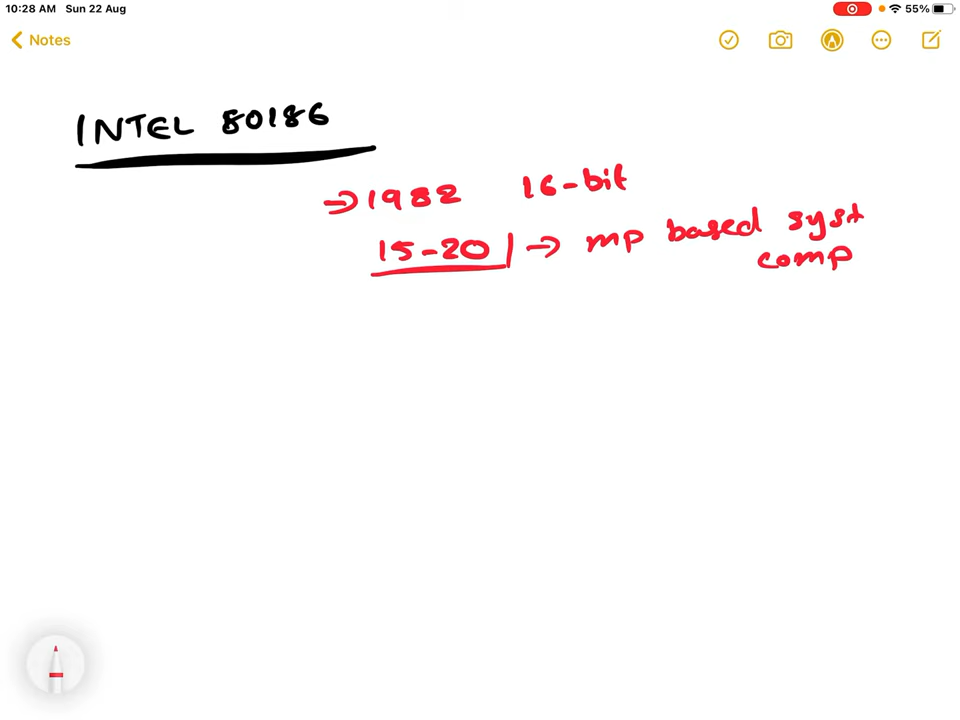 10:28 AM Sun 22 Aug 55%
Notes
INTEL 80186
→ 1982 16-bit
15-20 | → mp based syst
comp